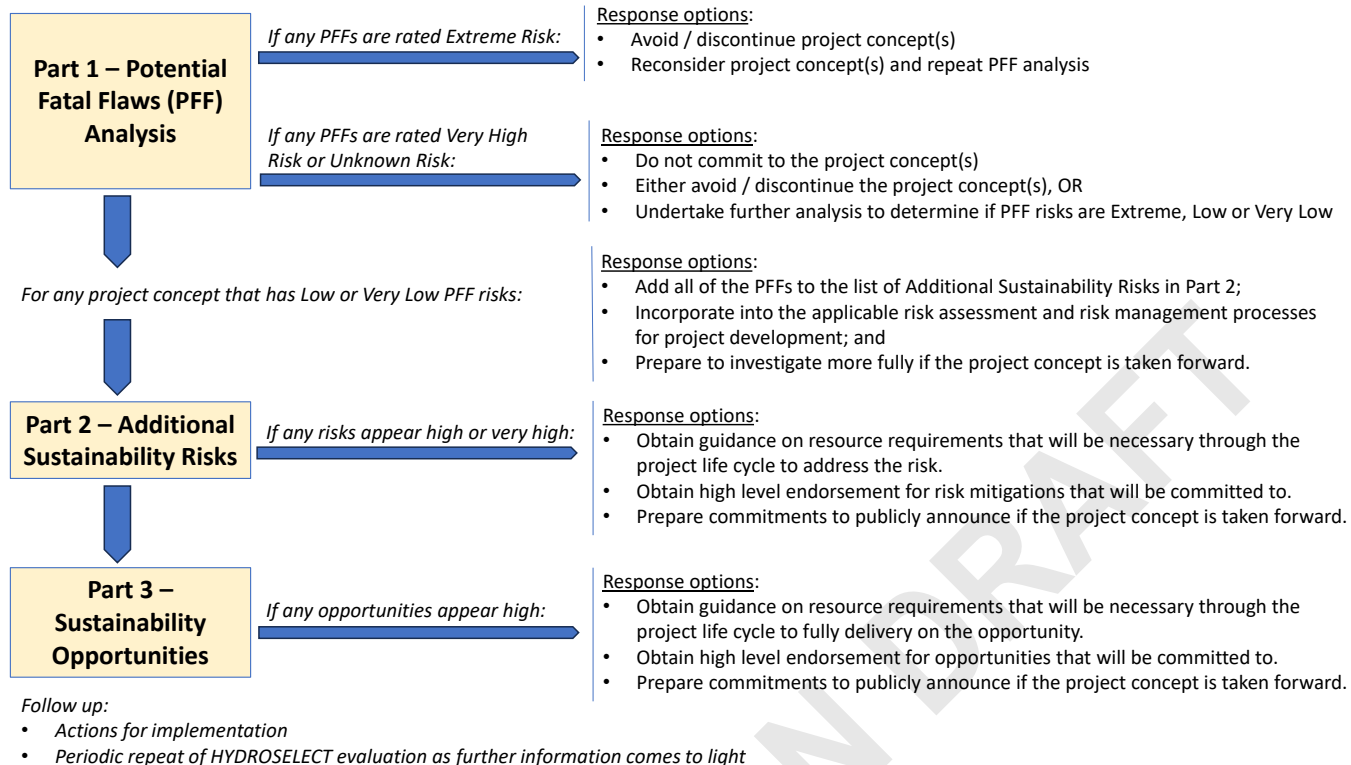 Part 1 – Potential
Fatal Flaws (PFF)
Analysis
If any PFFs are rated Extreme Risk:
Response options:
• Avoid / discontinue project concept(s)
• Reconsider project concept(s) and repeat PFF analysis
If any PFFs are rated Very High
Risk or Unknown Risk:
Response options:
• Do not commit to the project concept(s)
• Either avoid / discontinue the project concept(s), OR
• Undertake further analysis to determine if PFF risks are Extreme, Low or Very Low
For any project concept that has Low or Very Low PFF risks:
Response options:
• Add all of the PFFs to the list of Additional Sustainability Risks in Part 2;
• Incorporate into the applicable risk assessment and risk management processes
for project development; and
• Prepare to investigate more fully if the project concept is taken forward.
Part 2 – Additional
Sustainability Risks
If any risks appear high or very high:
Response options:
• Obtain guidance on resource requirements that will be necessary through the
project life cycle to address the risk.
• Obtain high level endorsement for risk mitigations that will be committed to.
• Prepare commitments to publicly announce if the project concept is taken forward.
Part 3 –
Sustainability
Opportunities
If any opportunities appear high:
Response options:
• Obtain guidance on resource requirements that will be necessary through the
project life cycle to fully delivery on the opportunity.
• Obtain high level endorsement for opportunities that will be committed to.
• Prepare commitments to publicly announce if the project concept is taken forward.
Follow up:
• Actions for implementation
• Periodic repeat of HYDROSELECT evaluation as further information comes to light
N DRAFT